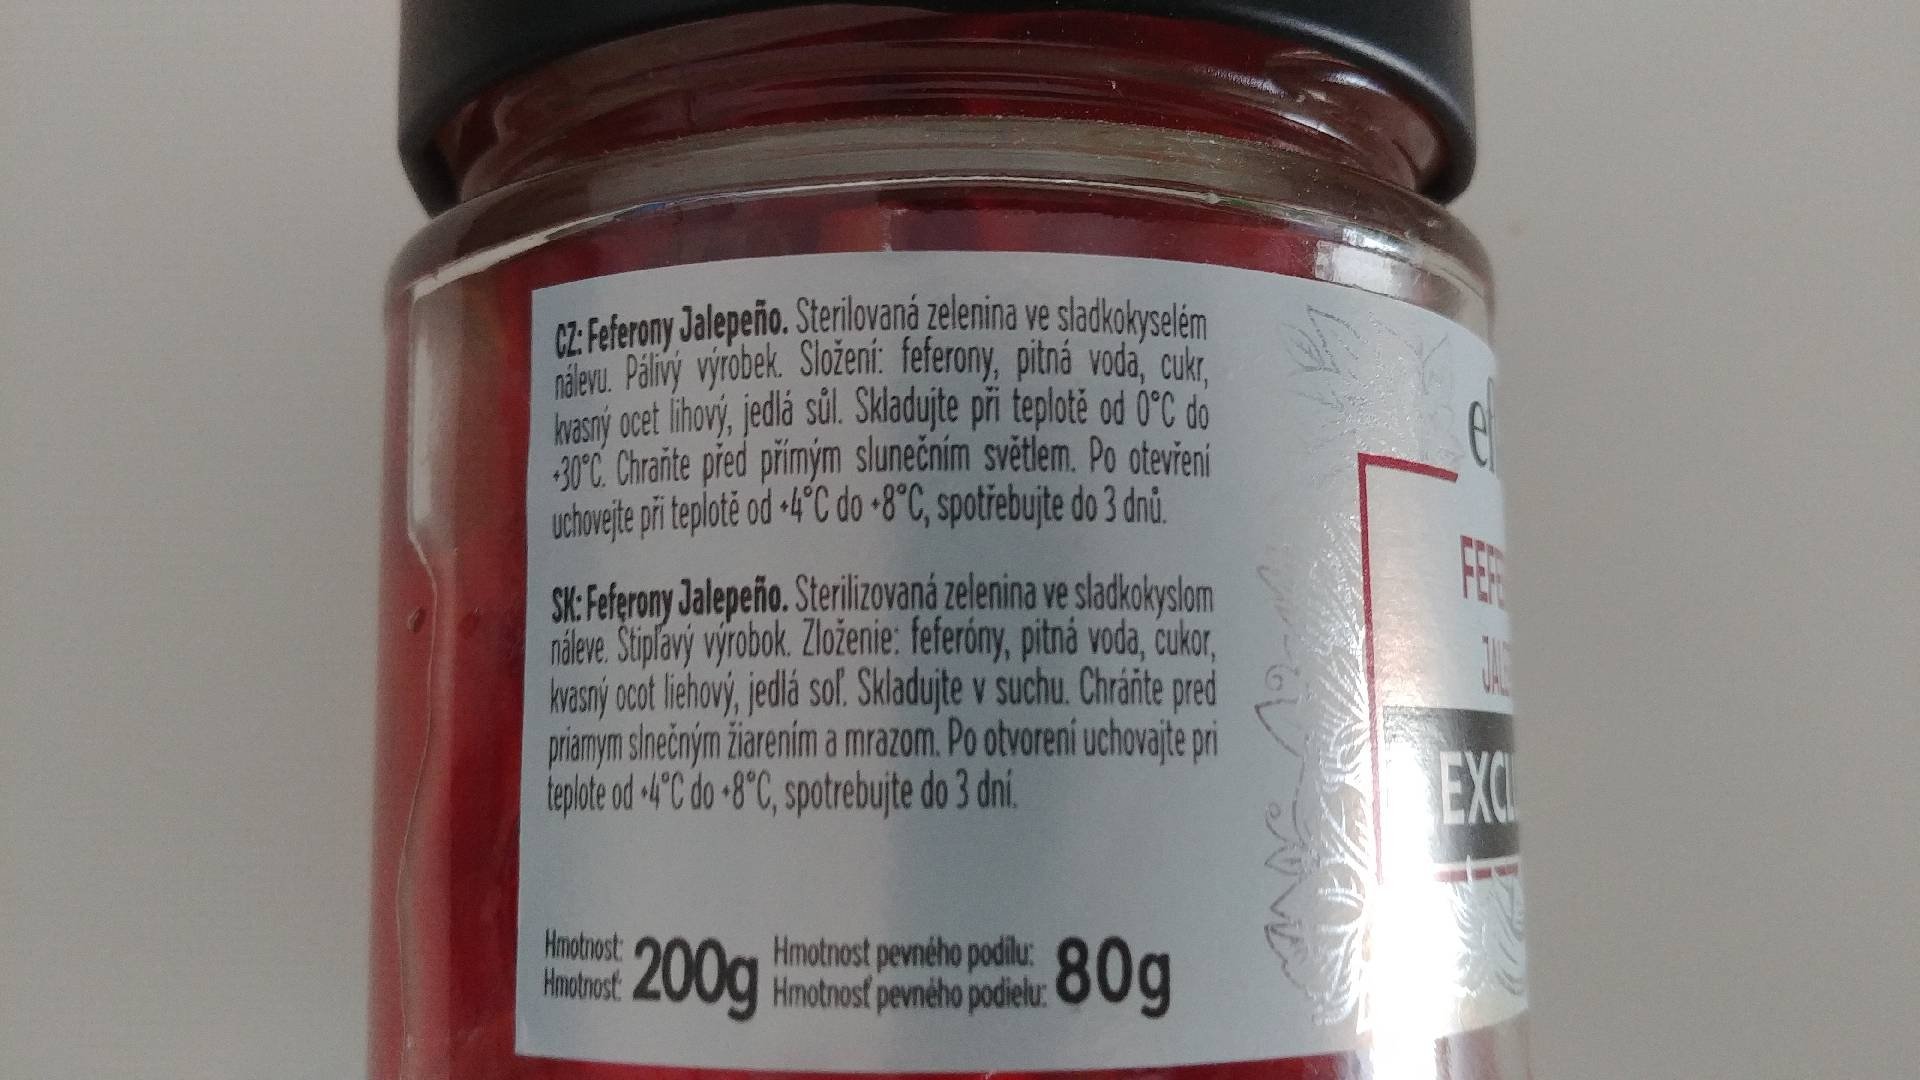 CZ: Feferony Jalepeño. Sterilovaná zelenina ve sladkokyselém
nálevu. Pálivý výrobek. Složení: feferony, pitná voda, cukr,
kvasný ocet lihový, jedlá sůl. Skladujte při teplotě od 0°C do
+30°C. Chraňte před přímým slunečním světlem. Po otevření
uchovejte při teplotě od +4°C do +8°C, spotřebujte do 3 dnů.
SK: Feferony Jalepeño. Sterilizovaná zelenina ve sladkokyslom
náleve. Štipľavý výrobok. Zloženie: feferóny, pitná voda, cukor,
kvasný ocot liehový, jedlá soľ. Skladujte v suchu. Chráňte pred
priamym slnečným žiarením a mrazom. Po otvorení uchovajte pri
teplote od +4°C do +8°C, spotrebujte do 3 dní.
Hmotnost: 200g Hmotnost pevného podílu: 80g
Hmotnosť: Hmotnosť pevného podielu: